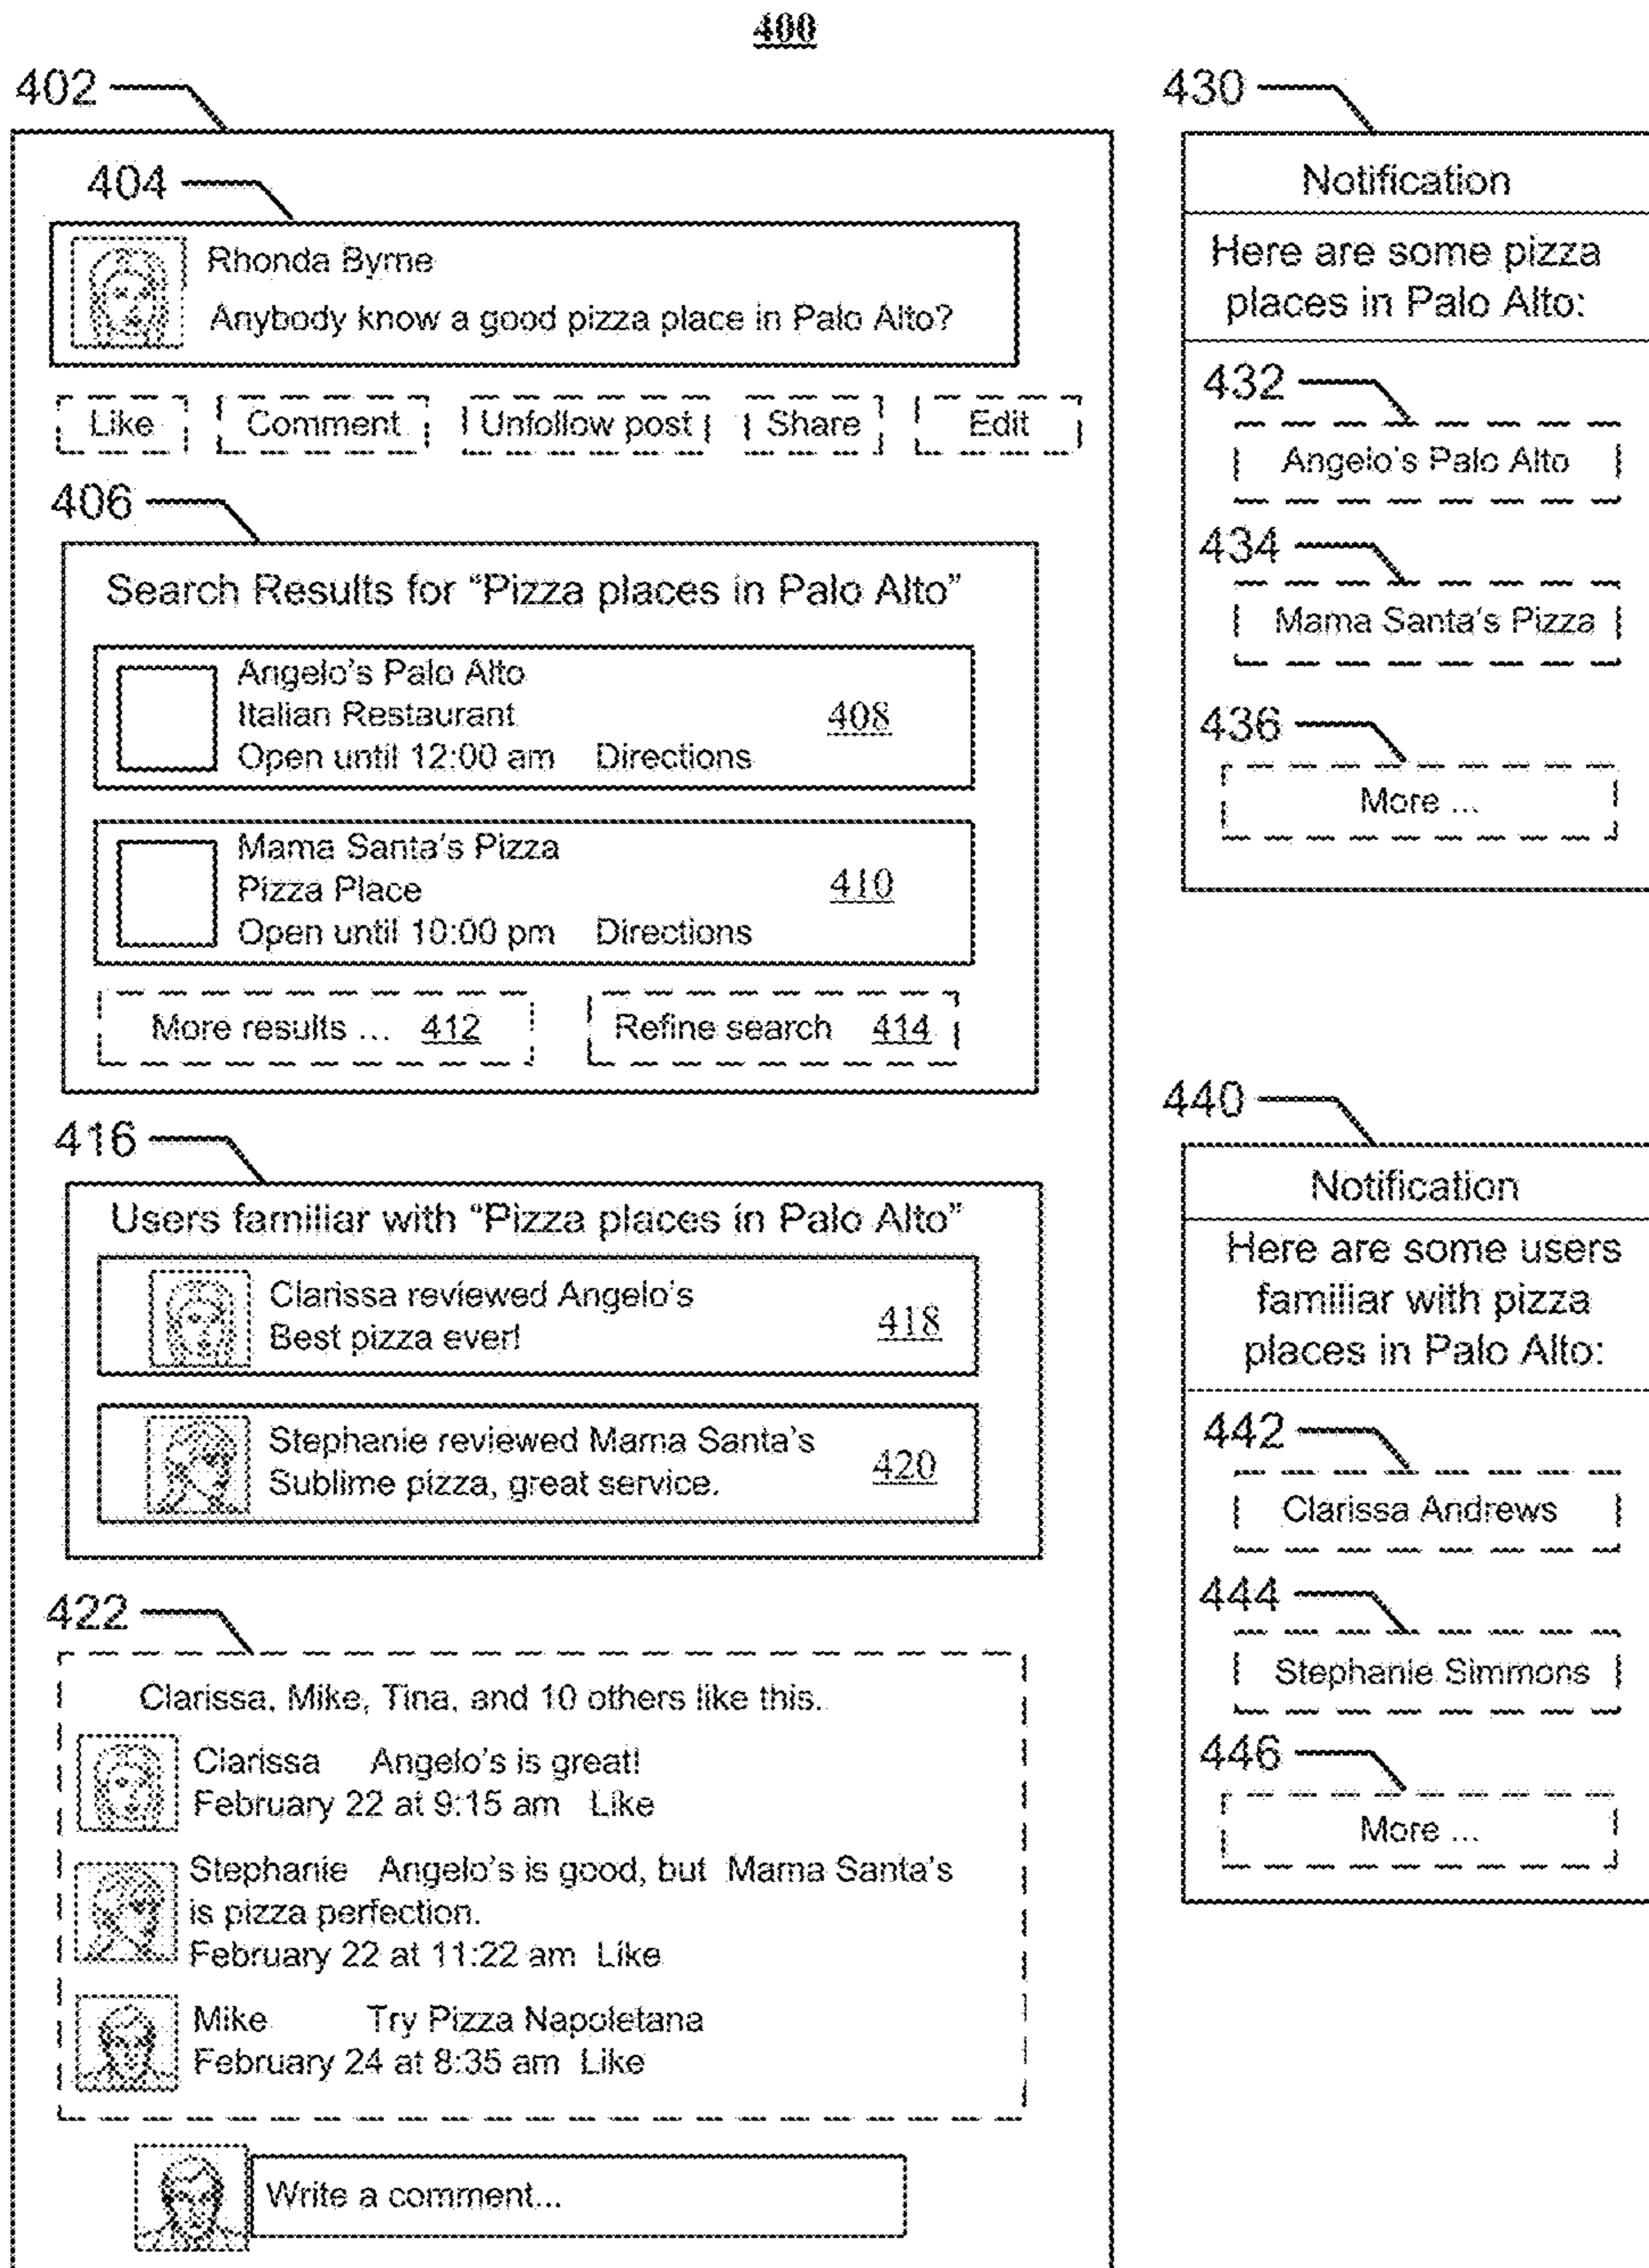 400
402
404
Rhonda Byrne
Anybody know a good pizza place in Palo Alto?
Like Comment Unfollow post Share Edit
406
Search Results for “Pizza places in Palo Alto”
Angelo's Palo Alto
Italian Restaurant 408
Open until 12:00 am Directions
Mama Santa's Pizza
Pizza Place 410
Open until 10:00 pm Directions
More results ... 412 Refine search 414
416
Users familiar with “Pizza places in Palo Alto”
Clarissa reviewed Angelo's
Best pizza ever! 418
Stephanie reviewed Mama Santa's
Sublime pizza, great service. 420
422
Clarissa, Mike, Tina, and 10 others like this.
Clarissa Angelo's is great!
February 22 at 9:15 am Like
Stephanie Angelo's is good, but Mama Santa's
is pizza perfection.
February 22 at 11:22 am Like
Mike Try Pizza Napoletana
February 24 at 8:35 am Like
Write a comment...
430
Notification
Here are some pizza
places in Palo Alto:
432
Angelo's Palo Alto
434
Mama Santa's Pizza
436
More ...
440
Notification
Here are some users
familiar with pizza
places in Palo Alto:
442
Clarissa Andrews
444
Stephanie Simmons
446
More ...